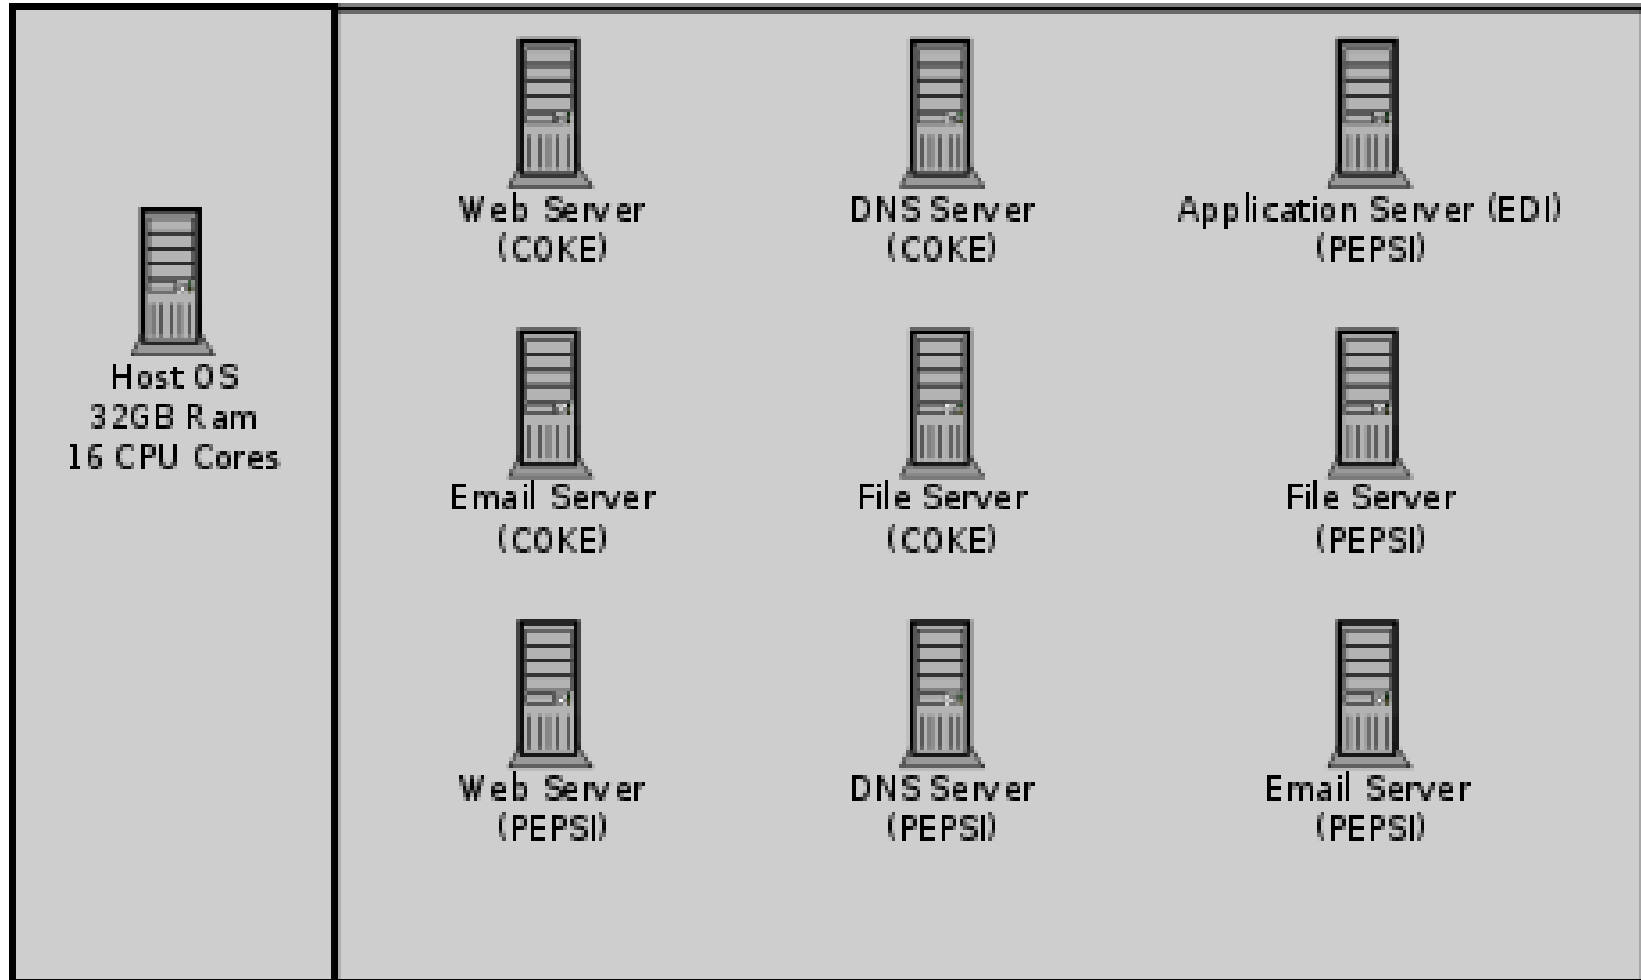 Host OS
32GB Ram
16 CPU Cores
Web Server
(COKE)
DNS Server
(COKE)
Application Server (EDI)
(PEPSI)
Email Server
(COKE)
File Server
(COKE)
File Server
(PEPSI)
Web Server
(PEPSI)
DNS Server
(PEPSI)
Email Server
(PEPSI)